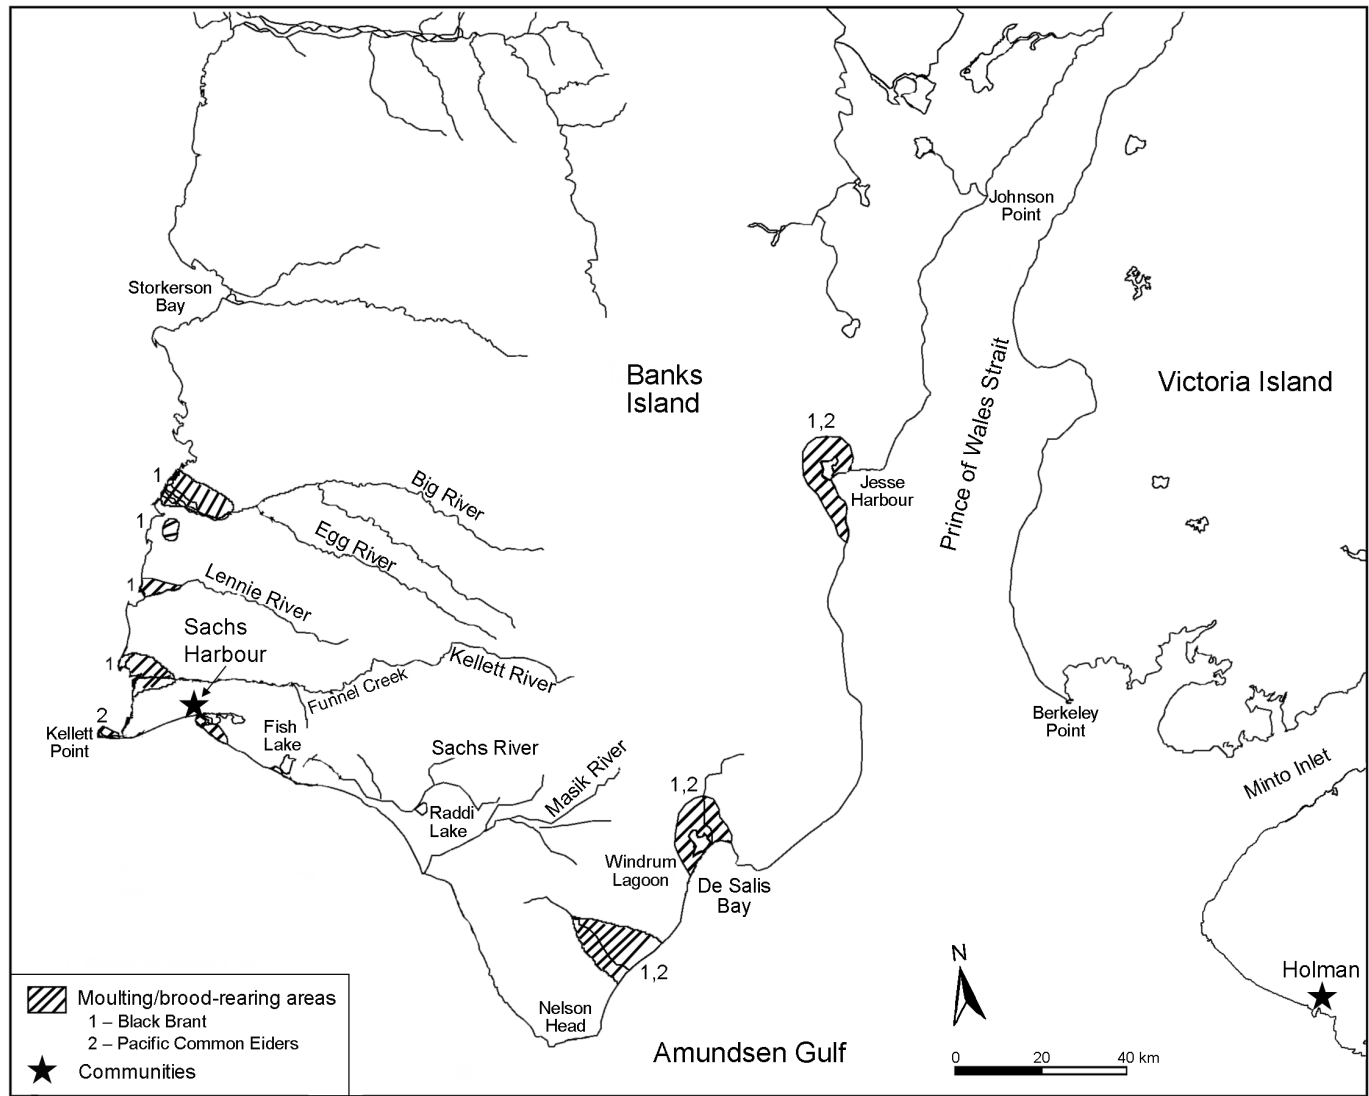 Johnson
Point
Storkerson
Bay
Banks
Island
Victoria Island
Prince of Wales Strait
1,2
Jesse
Harbour
1
Big River
1
Egg River
1
Lennie River
Sachs
Harbour
1
Kellett River
Funnel Creek
2
Kellett
Point
Fish
Lake
Sachs River
Masik River
Raddi
Lake
1,2
Windrum
Lagoon
De Salis
Bay
Berkeley
Point
Minto Inlet
1,2
Nelson
Head
Amundsen Gulf
N
Holman
0 20 40 km
Moulting/brood-rearing areas
1 – Black Brant
2 – Pacific Common Eiders
Communities